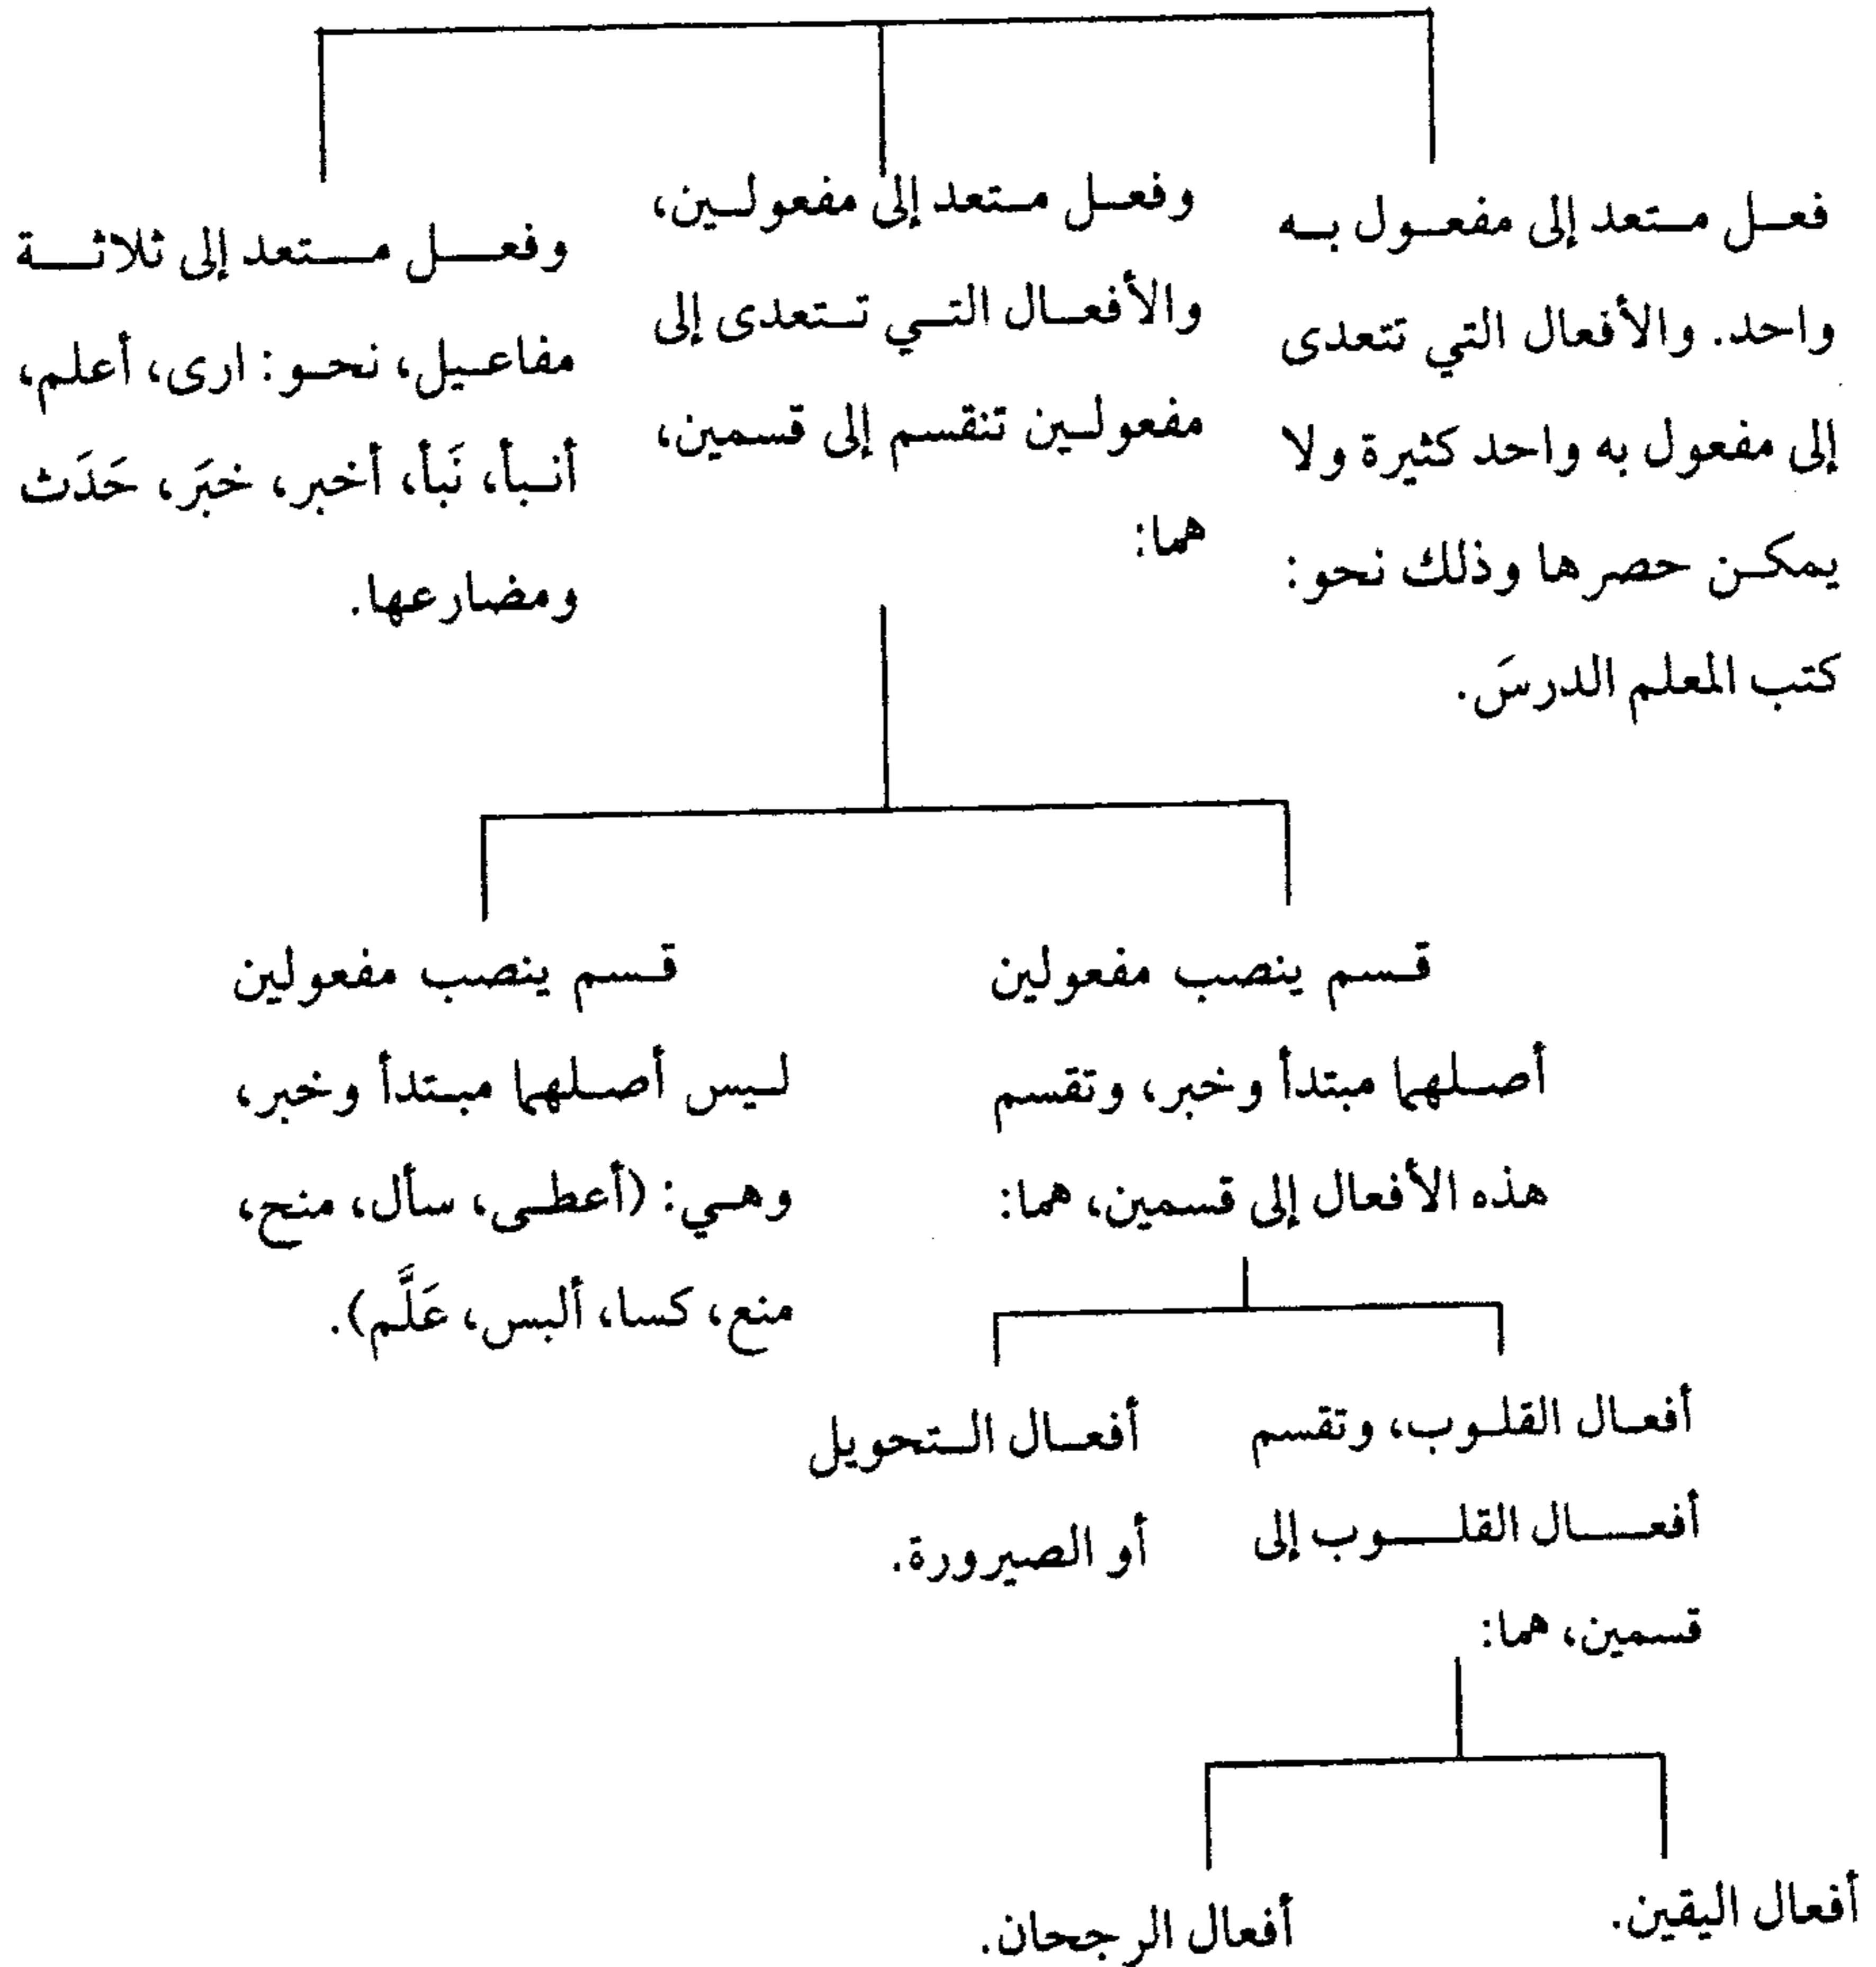 فعل متعد إلى مفعول به
واحد. والأفعال التي تتعدى
إلى مفعول به واحد كثيرة ولا
يمكن حصرها وذلك نحو:
كتب المعلم الدرسَ.
وفعل متعد إلى مفعولين،
والأفعال التي تتعدى إلى
مفعولين تنقسم إلى قسمين،
هما:
وفعل متعد إلى ثلاثة
مفاعيل، نحو: ارى، أعلم،
أنبأ، نَبأ، أخبر، خبَر، حَدَث
ومضارعها.
قسم ينصب مفعولين
أصلهما مبتدأ وخبر، وتقسم
هذه الأفعال إلى قسمين، هما:
قسم ينصب مفعولين
ليس أصلهما مبتدأ وخبر،
وهي: (أعطى، سأل، منح،
منع، كسا، ألبس، عَلَّم).
أفعال القلوب، وتقسم
أفعال القلوب إلى
قسمين، هما:
أفعال التحويل
أو الصيرورة.
أفعال اليقين.
أفعال الرجحان.